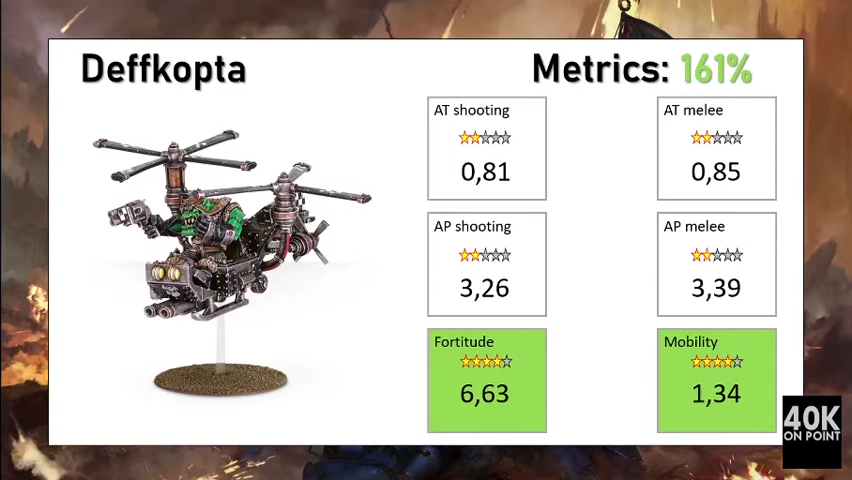 Deffkopta
Metrics: 161%
AT shooting
0,81
AT melee
0,85
AP shooting
3,26
AP melee
3,39
Fortitude
6,63
Mobility
1,34
40K
ON POINT